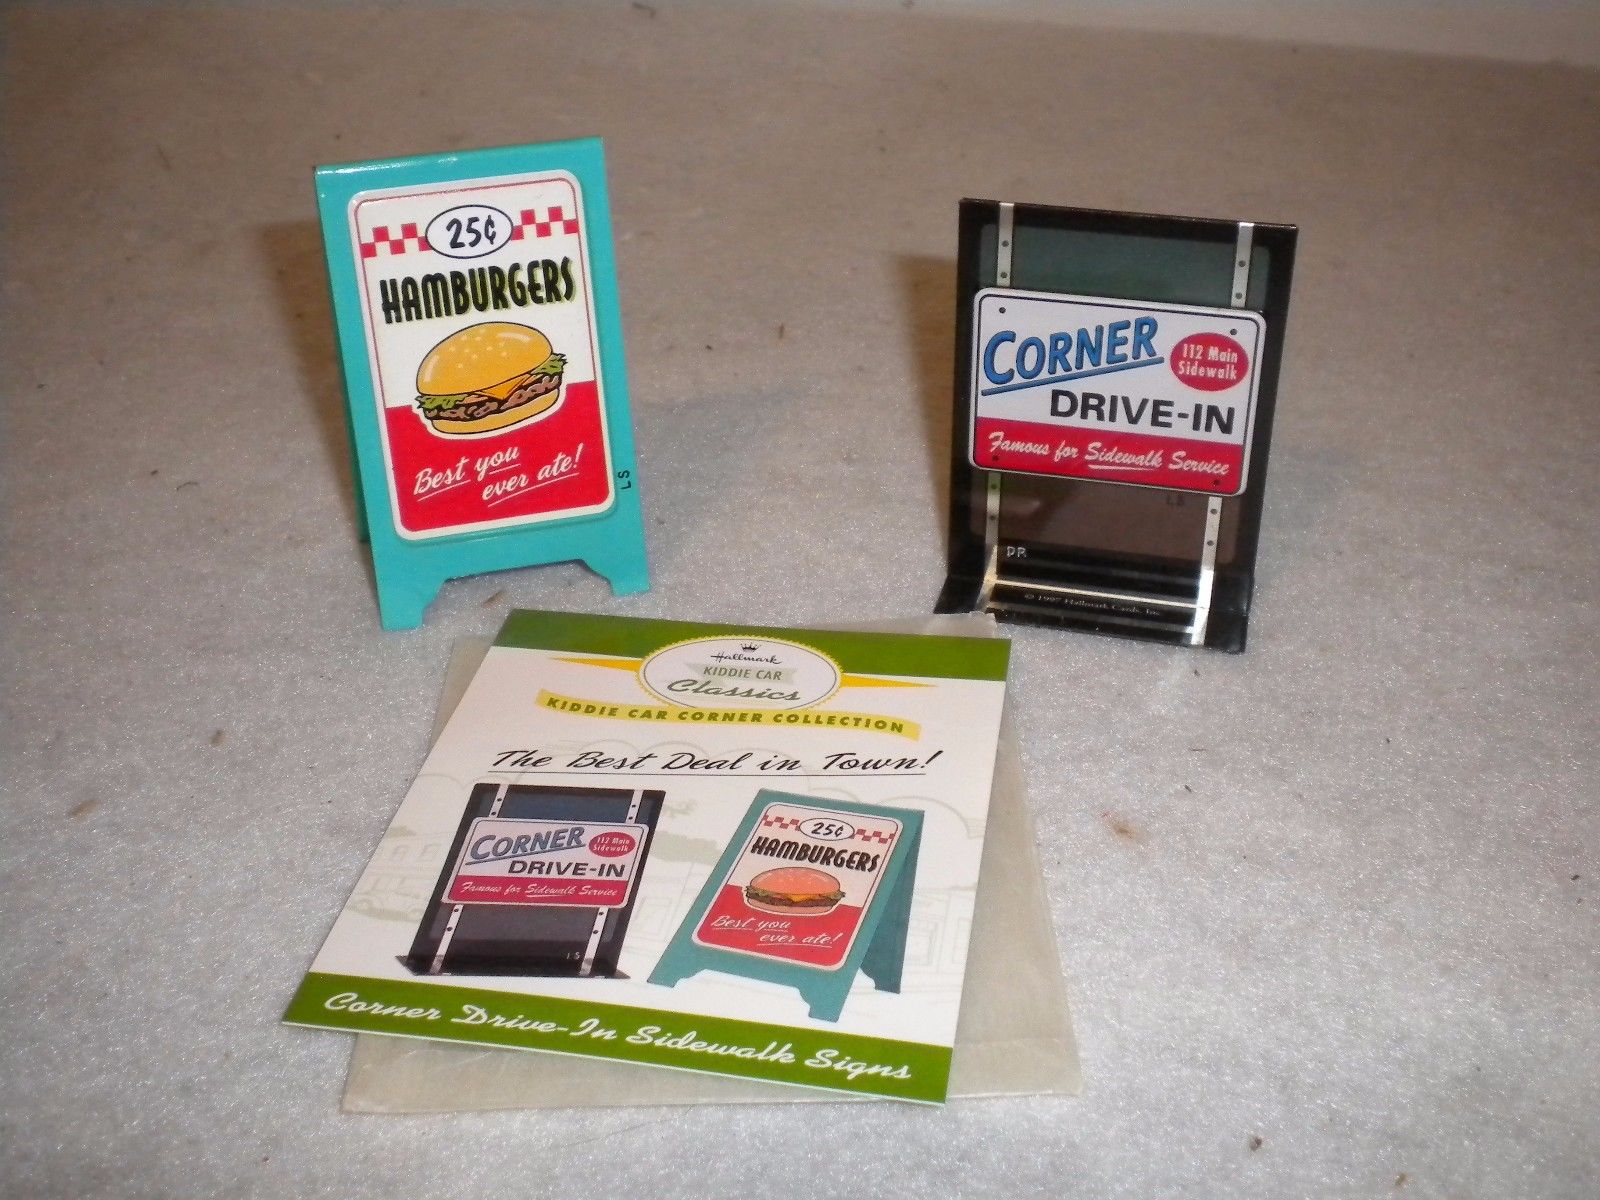 25¢
HAMBURGERS
Best you
ever ate!
LS
CORNER
112 Main
Sidewalk
DRIVE-IN
Famous for Sidewalk Service
LS
DR
© 1997 Hallmark Cards, Inc.
Hallmark
KIDDIE CAR
Classics
KIDDIE CAR CORNER COLLECTION
The Best Deal in Town!
CORNER
112 Main
Sidewalk
DRIVE-IN
Famous for Sidewalk Service
LS
25¢
HAMBURGERS
Best you
ever ate!
Corner Drive-In Sidewalk Signs